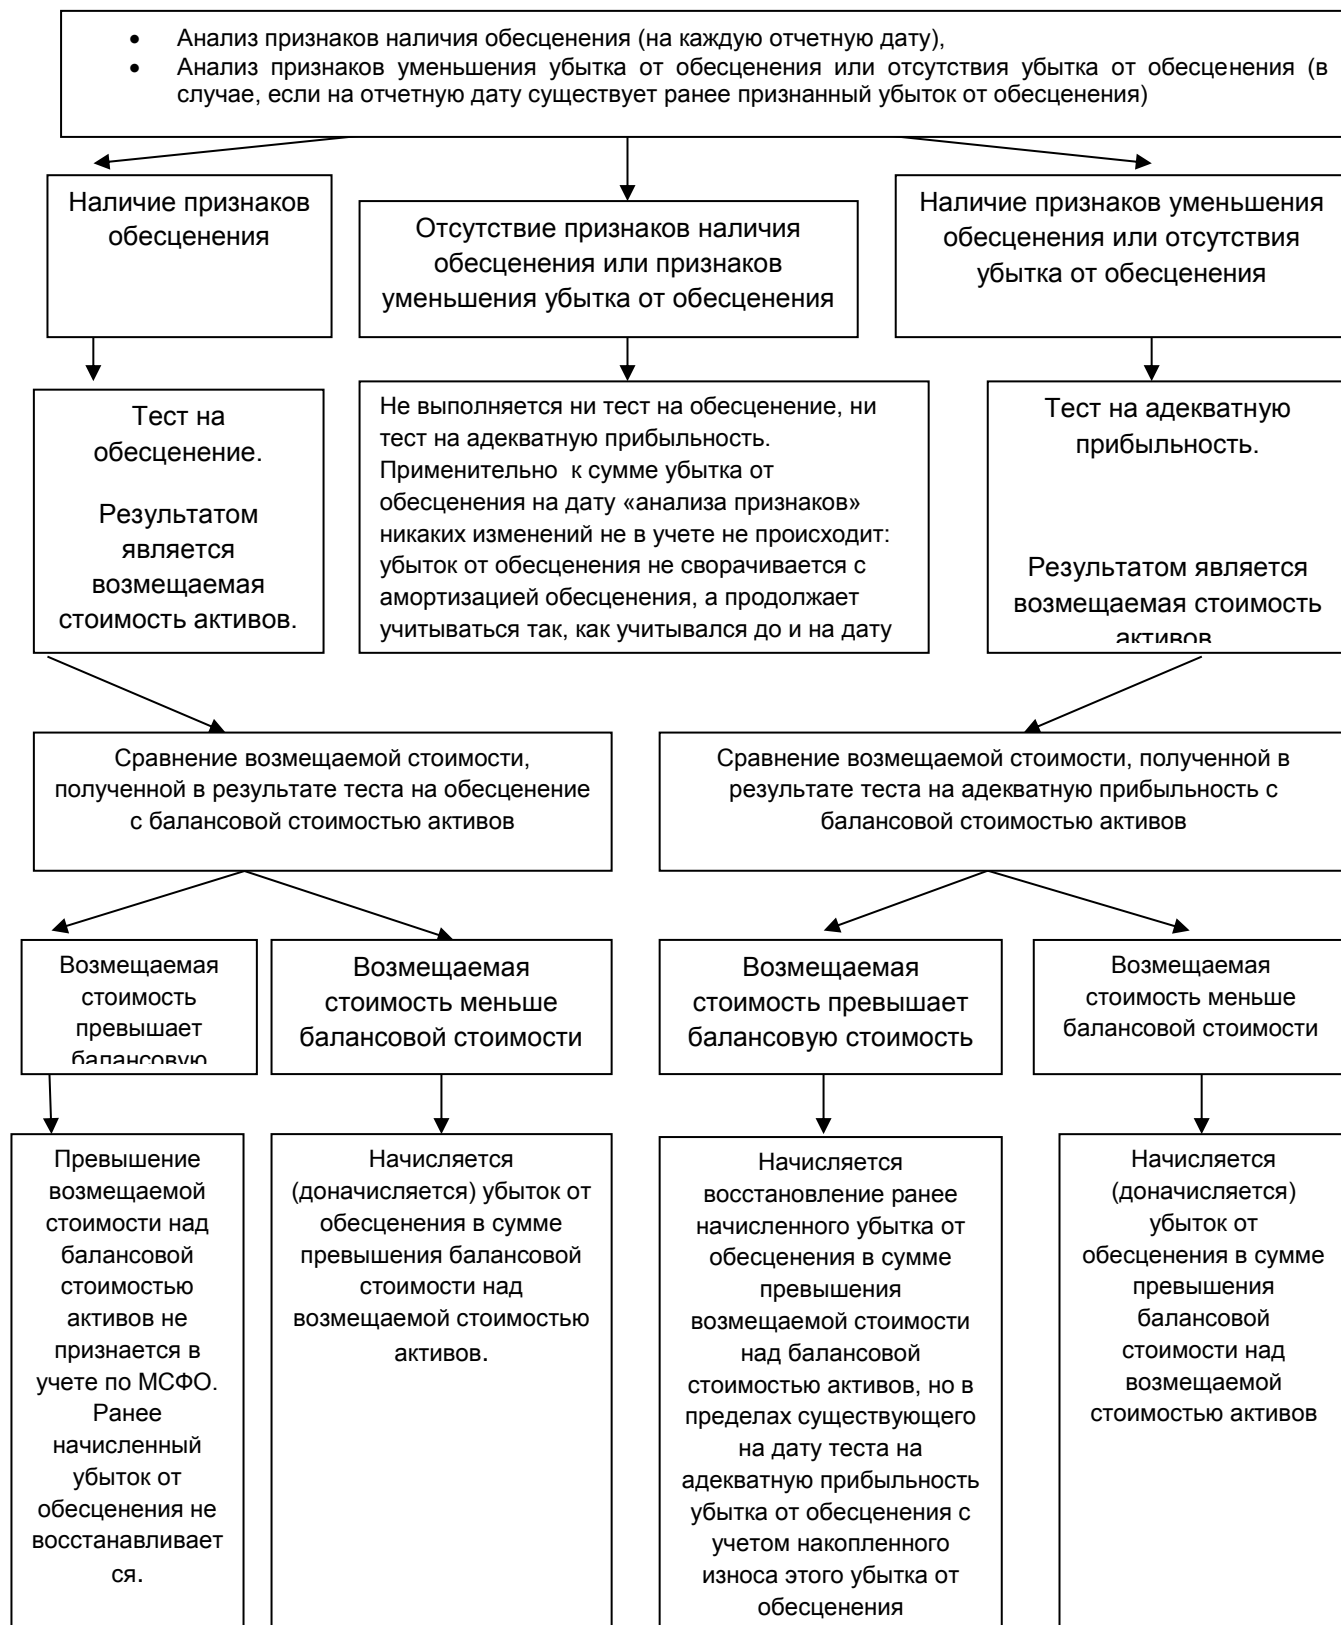 • Анализ признаков наличия обесценения (на каждую отчетную дату),
• Анализ признаков уменьшения убытка от обесценения или отсутствия убытка от обесценения (в
случае, если на отчетную дату существует ранее признанный убыток от обесценения)
Наличие признаков
обесценения
Отсутствие признаков наличия
обесценения или признаков
уменьшения убытка от обесценения
Наличие признаков уменьшения
обесценения или отсутствия
убытка от обесценения
Тест на
обесценение.
Результатом
является
возмещаемая
стоимость активов.
Не выполняется ни тест на обесценение, ни
тест на адекватную прибыльность.
Применительно к сумме убытка от
обесценения на дату «анализа признаков»
никаких изменений не в учете не происходит:
убыток от обесценения не сворачивается с
амортизацией обесценения, а продолжает
учитываться так, как учитывался до и на дату
Тест на адекватную
прибыльность.
Результатом является
возмещаемая стоимость
активов
Сравнение возмещаемой стоимости,
полученной в результате теста на обесценение
с балансовой стоимостью активов
Сравнение возмещаемой стоимости, полученной в
результате теста на адекватную прибыльность с
балансовой стоимостью активов
Возмещаемая
стоимость
превышает
балансовую
Возмещаемая
стоимость меньше
балансовой стоимости
Возмещаемая
стоимость превышает
балансовую стоимость
Возмещаемая
стоимость меньше
балансовой стоимости
Превышение
возмещаемой
стоимости над
балансовой
стоимостью
активов не
признается в
учете по МСФО.
Ранее
начисленный
убыток от
обесценения не
восстанавливает
ся.
Начисляется
(доначисляется) убыток от
обесценения в сумме
превышения балансовой
стоимости над
возмещаемой стоимостью
активов.
Начисляется
восстановление ранее
начисленного убытка от
обесценения в сумме
превышения
возмещаемой стоимости
над балансовой
стоимостью активов, но в
пределах существующего
на дату теста на
адекватную прибыльность
убытка от обесценения с
учетом накопленного
износа этого убытка от
обесценения
Начисляется
(доначисляется)
убыток от
обесценения в сумме
превышения
балансовой
стоимости над
возмещаемой
стоимостью активов